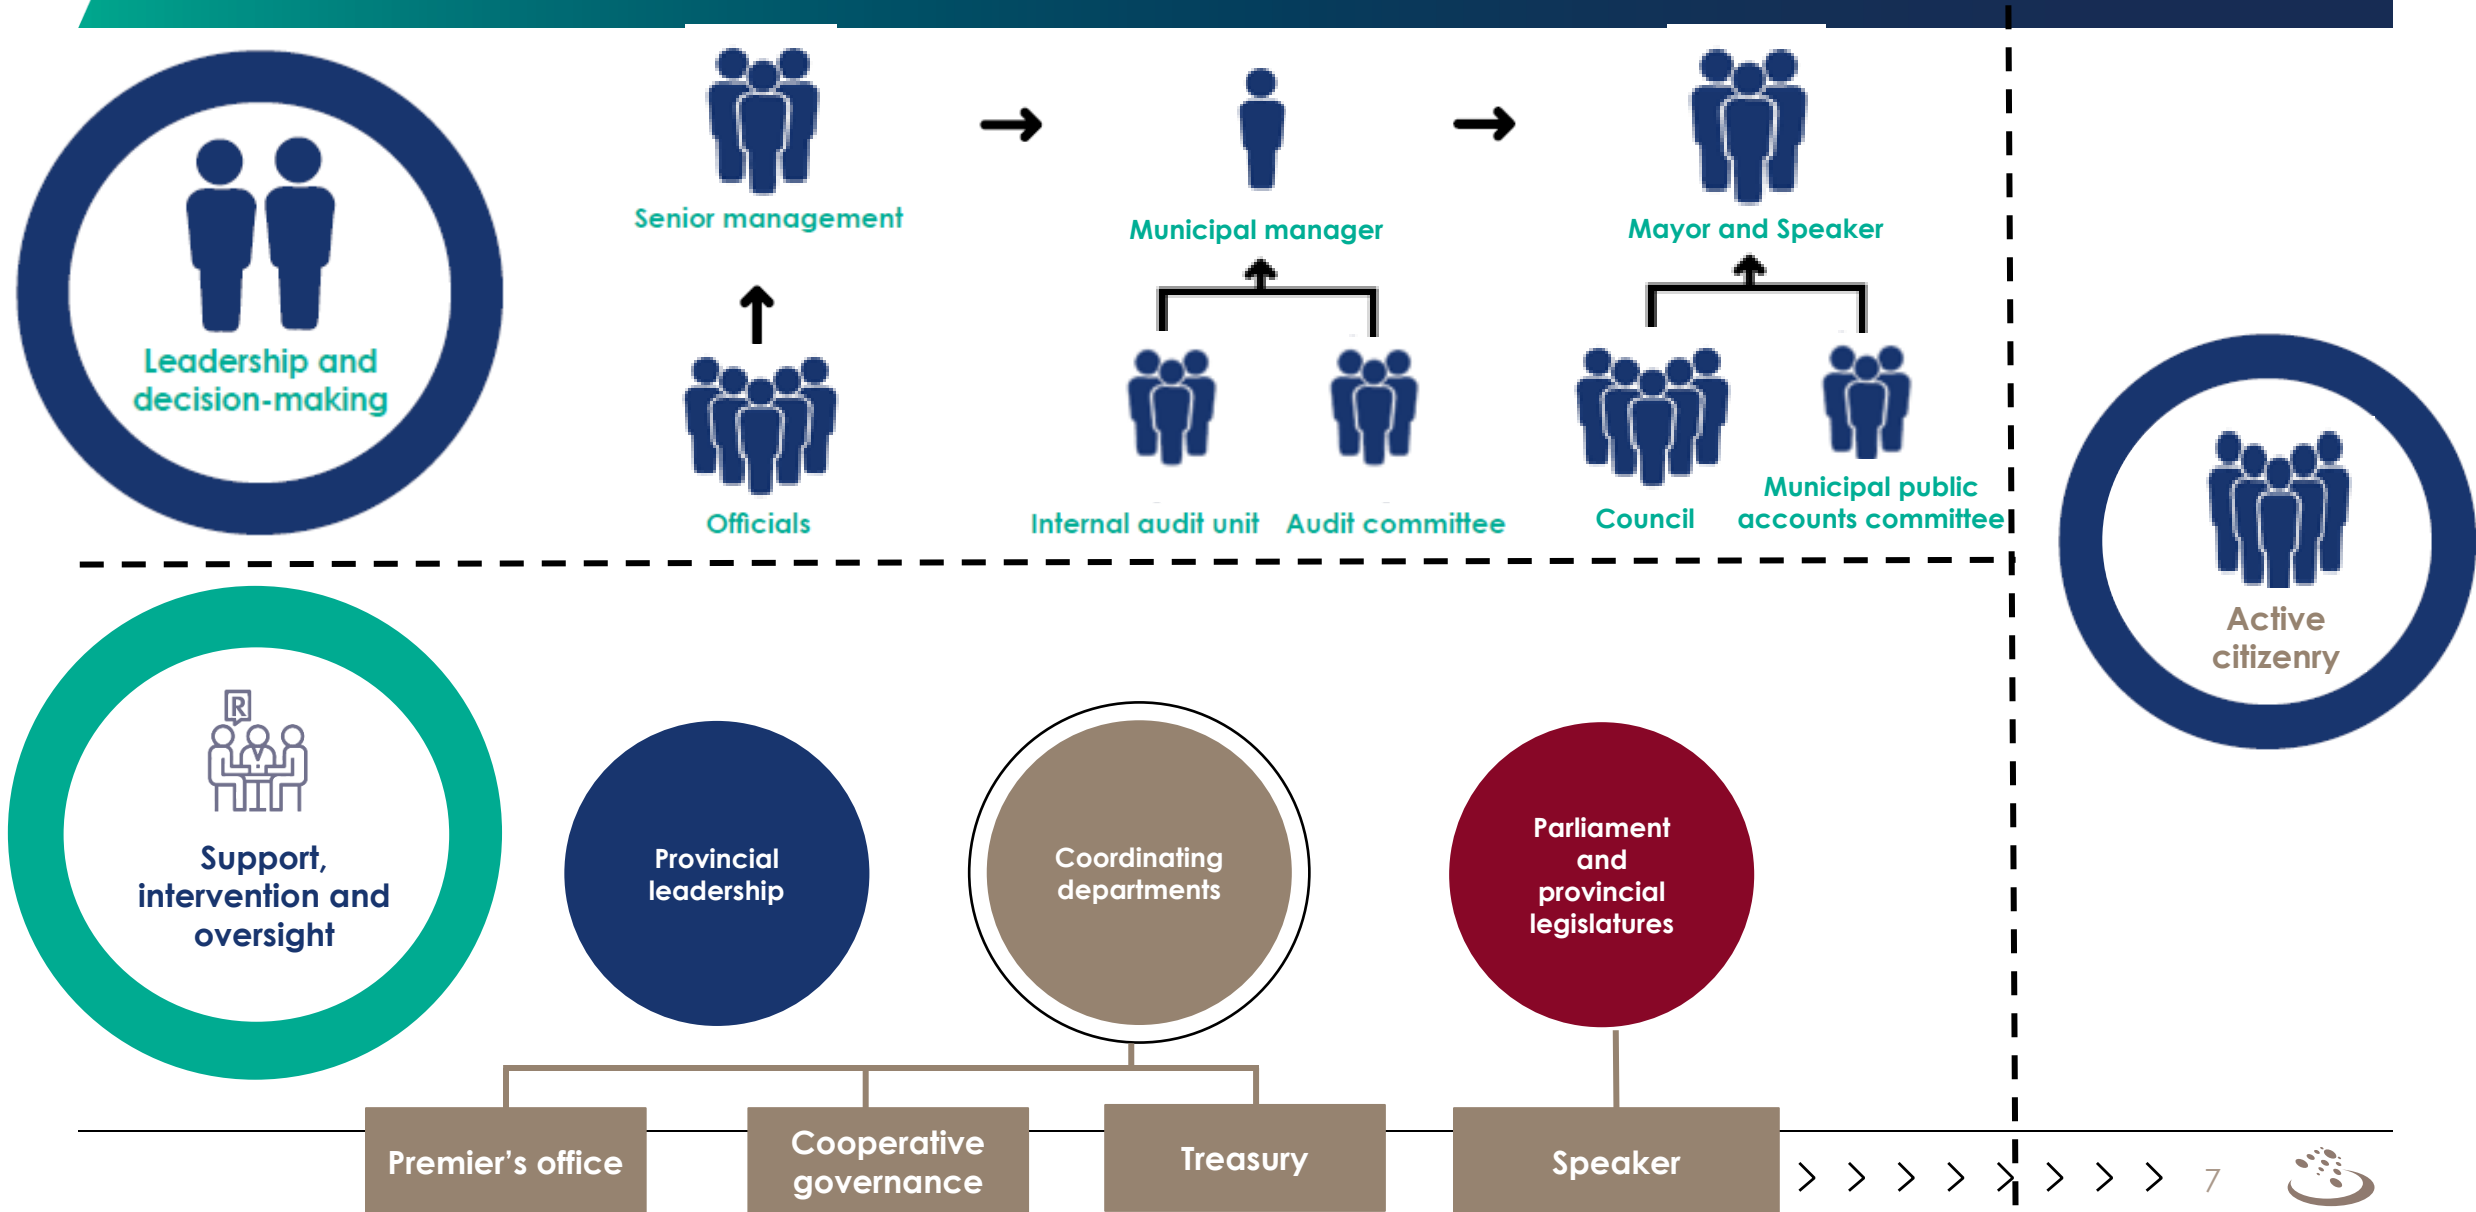 Senior management
Municipal manager
Mayor and Speaker
Leadership and
decision-making
Officials
Internal audit unit
Audit committee
Council
Municipal public
accounts committee
Active
citizenry
R
Support,
intervention and
oversight
Provincial
leadership
Coordinating
departments
Parliament
and
provincial
legislatures
Premier’s office
Cooperative
governance
Treasury
Speaker
7